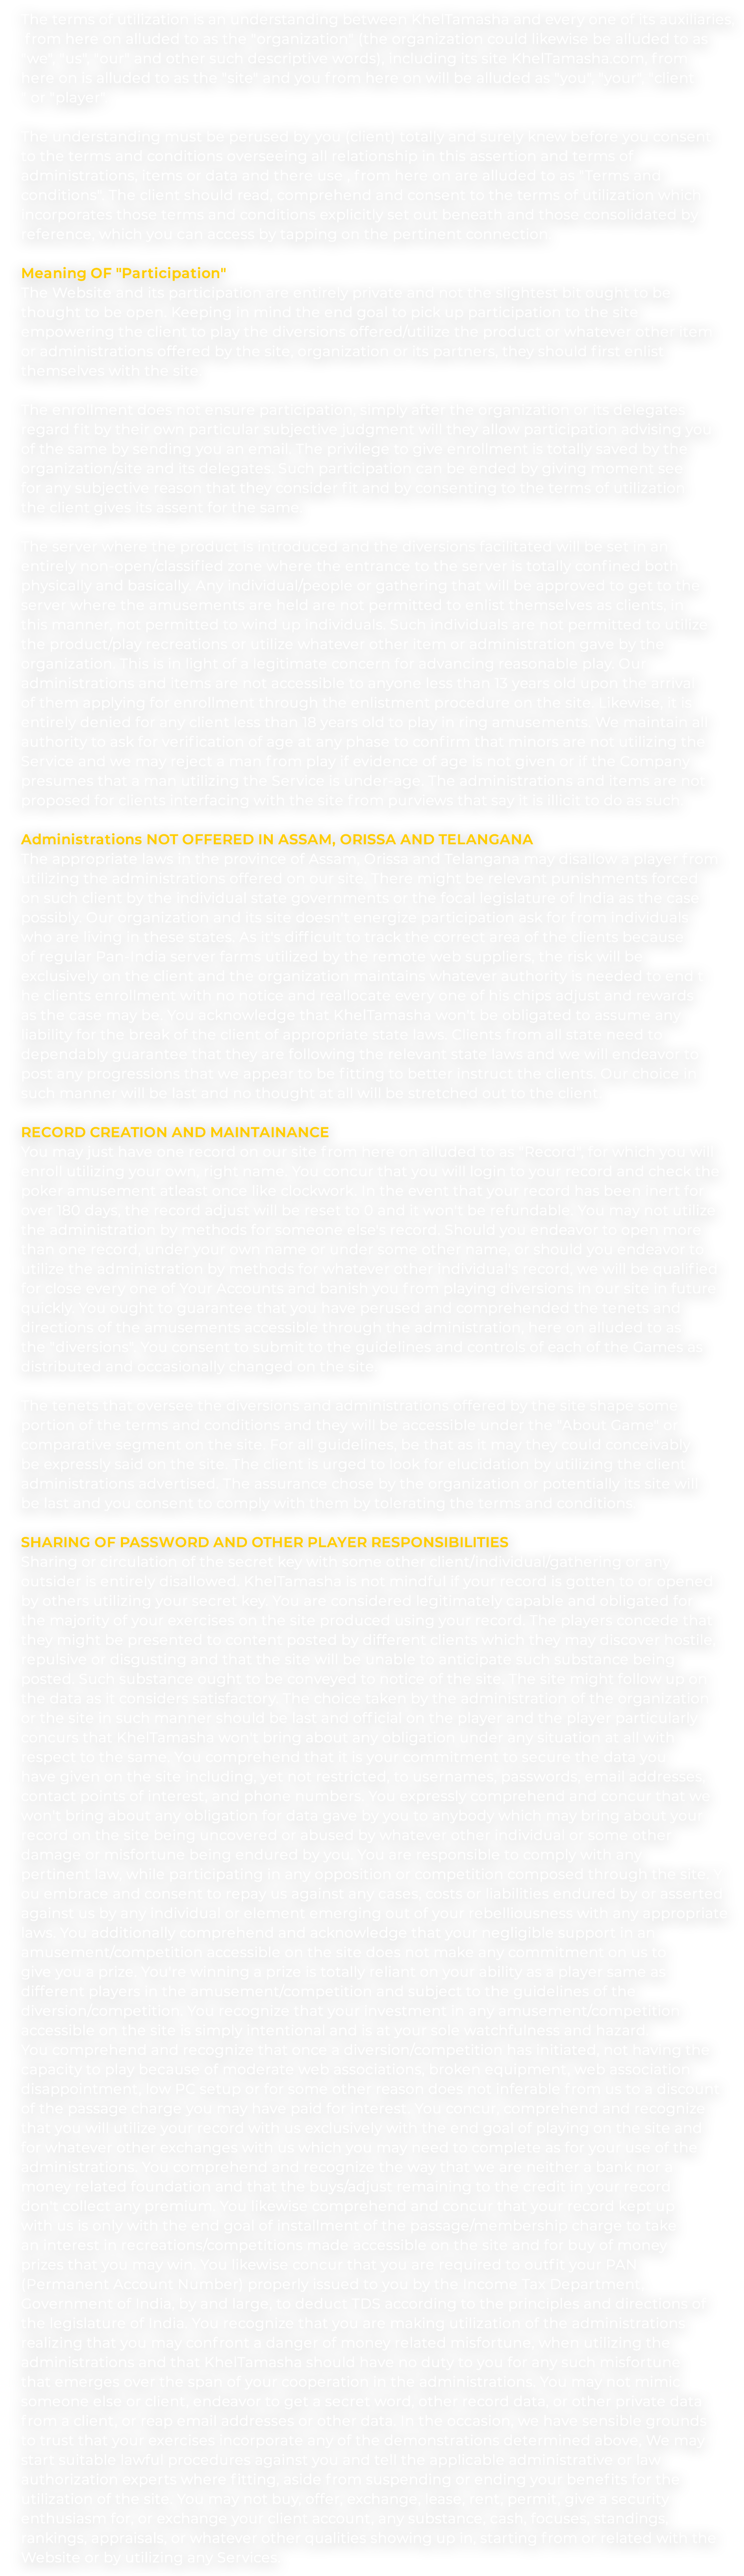 The terms of utilization is an understanding between KhelTamasha and every one of its auxiliaries,
from here on alluded to as the "organization" (the organization could likewise be alluded to as
"we", "us", "our" and other such descriptive words), including its site KhelTamasha.com, from
here on is alluded to as the "site" and you from here on will be alluded as "you", "your", "client
" or "player".
The understanding must be perused by you (client) totally and surely knew before you consent
to the terms and conditions overseeing all relationship in this assertion and terms of
administrations, items or data and there use , from here on are alluded to as "Terms and
conditions". The client should read, comprehend and consent to the terms of utilization which
incorporates those terms and conditions explicitly set out beneath and those consolidated by
reference, which you can access by tapping on the pertinent connection.
Meaning OF "Participation"
The Website and its participation are entirely private and not the slightest bit ought to be
thought to be open. Keeping in mind the end goal to pick up participation to the site
empowering the client to play the diversions offered/utilize the product or whatever other item
or administrations offered by the site, organization or its partners, they should first enlist
themselves with the site.
The enrollment does not ensure participation, simply after the organization or its delegates
regard fit by their own particular subjective judgment will they allow participation advising you
of the same by sending you an email. The privilege to give enrollment is totally saved by the
organization/site and its delegates. Such participation can be ended by giving moment see
for any subjective reason that they consider fit and by consenting to the terms of utilization
the client gives its assent for the same.
The server where the product is introduced and the diversions facilitated will be set in an
entirely non-open/classified zone where the entrance to the server is totally confined both
physically and basically. Any individual/people or gathering that will be approved to get to the
server where the amusements are held are not permitted to enlist themselves as clients, in
this manner, not permitted to wind up individuals. Such individuals are not permitted to utilize
the product/play recreations or utilize whatever other item or administration gave by the
organization. This is in light of a legitimate concern for advancing reasonable play. Our
administrations and items are not accessible to anyone less than 13 years old upon the arrival
of them applying for enrollment through the enlistment procedure on the site. Likewise, it is
entirely denied for any client less than 18 years old to play in ring amusements. We maintain all
authority to ask for verification of age at any phase to confirm that minors are not utilizing the
Service and we may reject a man from play if evidence of age is not given or if the Company
presumes that a man utilizing the Service is under-age. The administrations and items are not
proposed for clients interfacing with the site from purviews that say it is illicit to do as such.
Administrations NOT OFFERED IN ASSAM, ORISSA AND TELANGANA
The appropriate laws in the province of Assam, Orissa and Telangana may disallow a player from
utilizing the administrations offered on our site. There might be relevant punishments forced
on such client by the individual state governments or the focal legislature of India as the case
possibly. Our organization and its site doesn't energize participation ask for from individuals
who are living in these states. As it's difficult to track the correct area of the clients because
of regular Pan-India server farms utilized by the remote web suppliers, the risk will be
exclusively on the client and the organization maintains whatever authority is needed to end t
he clients enrollment with no notice and reallocate every one of his chips adjust and rewards
as the case may be. You acknowledge that KhelTamasha won't be obligated to assume any
liability for the break of the client of appropriate state laws. Clients from all state need to
dependably guarantee that they are following the relevant state laws and we will endeavor to
post any progressions that we appear to be fitting to better instruct the clients. Our choice in
such manner will be last and no thought at all will be stretched out to the client.
RECORD CREATION AND MAINTAINANCE
You may just have one record on our site from here on alluded to as "Record", for which you will
enroll utilizing your own, right name. You concur that you will login to your record and check the
poker amusement atleast once like clockwork. In the event that your record has been inert for
over 180 days, the record adjust will be reset to 0 and it won't be refundable. You may not utilize
the administration by methods for someone else's record. Should you endeavor to open more
than one record, under your own name or under some other name, or should you endeavor to
utilize the administration by methods for whatever other individual's record, we will be qualified
for close every one of Your Accounts and banish you from playing diversions in our site in future
quickly. You ought to guarantee that you have perused and comprehended the tenets and
directions of the amusements accessible through the administration, here on alluded to as
the "diversions". You consent to submit to the guidelines and controls of each of the Games as
distributed and occasionally changed on the site.
The tenets that oversee the diversions and administrations offered by the site shape some
portion of the terms and conditions and they will be accessible under the "About Game" or
comparative segment on the site. For all guidelines, be that as it may they could conceivably
be expressly said on the site. The client is urged to look for elucidation by utilizing the client
administrations advertised. The assurance chose by the organization or potentially its site will
be last and you consent to comply with them by tolerating the terms and conditions.
SHARING OF PASSWORD AND OTHER PLAYER RESPONSIBILITIES
Sharing or circulation of the secret key with some other client/individual/gathering or any
outsider is entirely disallowed. KhelTamasha is not mindful if your record is gotten to or opened
by others utilizing your secret key. You are considered legitimately capable and obligated for
the majority of your exercises on the site produced using your record. The players concede that
they might be presented to content posted by different clients which they may discover hostile
repulsive or disgusting and that the site will be unable to anticipate such substance being
posted. Such substance ought to be conveyed to notice of the site. The site might follow up on
the data as it considers satisfactory. The choice taken by the administration of the organization
or the site in such manner should be last and official on the player and the player particularly
concurs that KhelTamasha won't bring about any obligation under any situation at all with
respect to the same. You comprehend that it is your commitment to secure the data you
have given on the site including, yet not restricted, to usernames, passwords, email addresses,
contact points of interest, and phone numbers. You expressly comprehend and concur that we
won't bring about any obligation for data gave by you to anybody which may bring about your
record on the site being uncovered or abused by whatever other individual or some other
damage or misfortune being endured by you. You are responsible to comply with any
pertinent law, while participating in any opposition or competition composed through the site. Y
ou embrace and consent to repay us against any cases, costs or liabilities endured by or asserted
against us by any individual or element emerging out of your rebelliousness with any appropriate
laws. You additionally comprehend and acknowledge that your negligible support in an
amusement/competition accessible on the site does not make any commitment on us to
give you a prize. You're winning a prize is totally reliant on your ability as a player same as
different players in the amusement/competition and subject to the guidelines of the
diversion/competition. You recognize that your investment in any amusement/competition
accessible on the site is simply intentional and is at your sole watchfulness and hazard.
You comprehend and recognize that once a diversion/competition has initiated, not having the
capacity to play because of moderate web associations, broken equipment, web association
disappointment, low PC setup or for some other reason does not inferable from us to a discount
of the passage charge you may have paid for interest. You concur, comprehend and recognize
that you will utilize your record with us exclusively with the end goal of playing on the site and
for whatever other exchanges with us which you may need to complete as for your use of the
administrations. You comprehend and recognize the way that we are neither a bank nor a
money related foundation and that the buys/adjust remaining to the credit in your record
don't collect any premium. You likewise comprehend and concur that your record kept up
with us is only with the end goal of installment of the passage/membership charge to take
an interest in recreations/competitions made accessible on the site and for buy of money
prizes that you may win. You likewise concur that you are required to outfit your PAN
(Permanent Account Number) properly issued to you by the Income Tax Department,
Government of India, by and large, to deduct TDS according to the principles and directions of
the legislature of India. You recognize that you are making utilization of the administrations
realizing that you may confront a danger of money related misfortune, when utilizing the
administrations and that KhelTamasha should have no duty to you for any such misfortune
that emerges over the span of your cooperation in the administrations. You may not mimic
someone else or client, endeavor to get a secret word, other record data, or other private data
from a client, or reap email addresses or other data. In the occasion, we have sensible grounds
to trust that your exercises incorporate any of the demonstrations determined above, We may
start suitable lawful procedures against you and tell the applicable administrative or law
authorization experts where fitting, aside from suspending or ending your benefits for the
utilization of the site. You may not buy, offer, exchange, lease, rent, permit, give a security
enthusiasm for, or exchange your client account, any substance, cash, focuses, standings,
rankings, appraisals, or whatever other qualities showing up in, starting from or related with the
Website or by utilizing any Services.